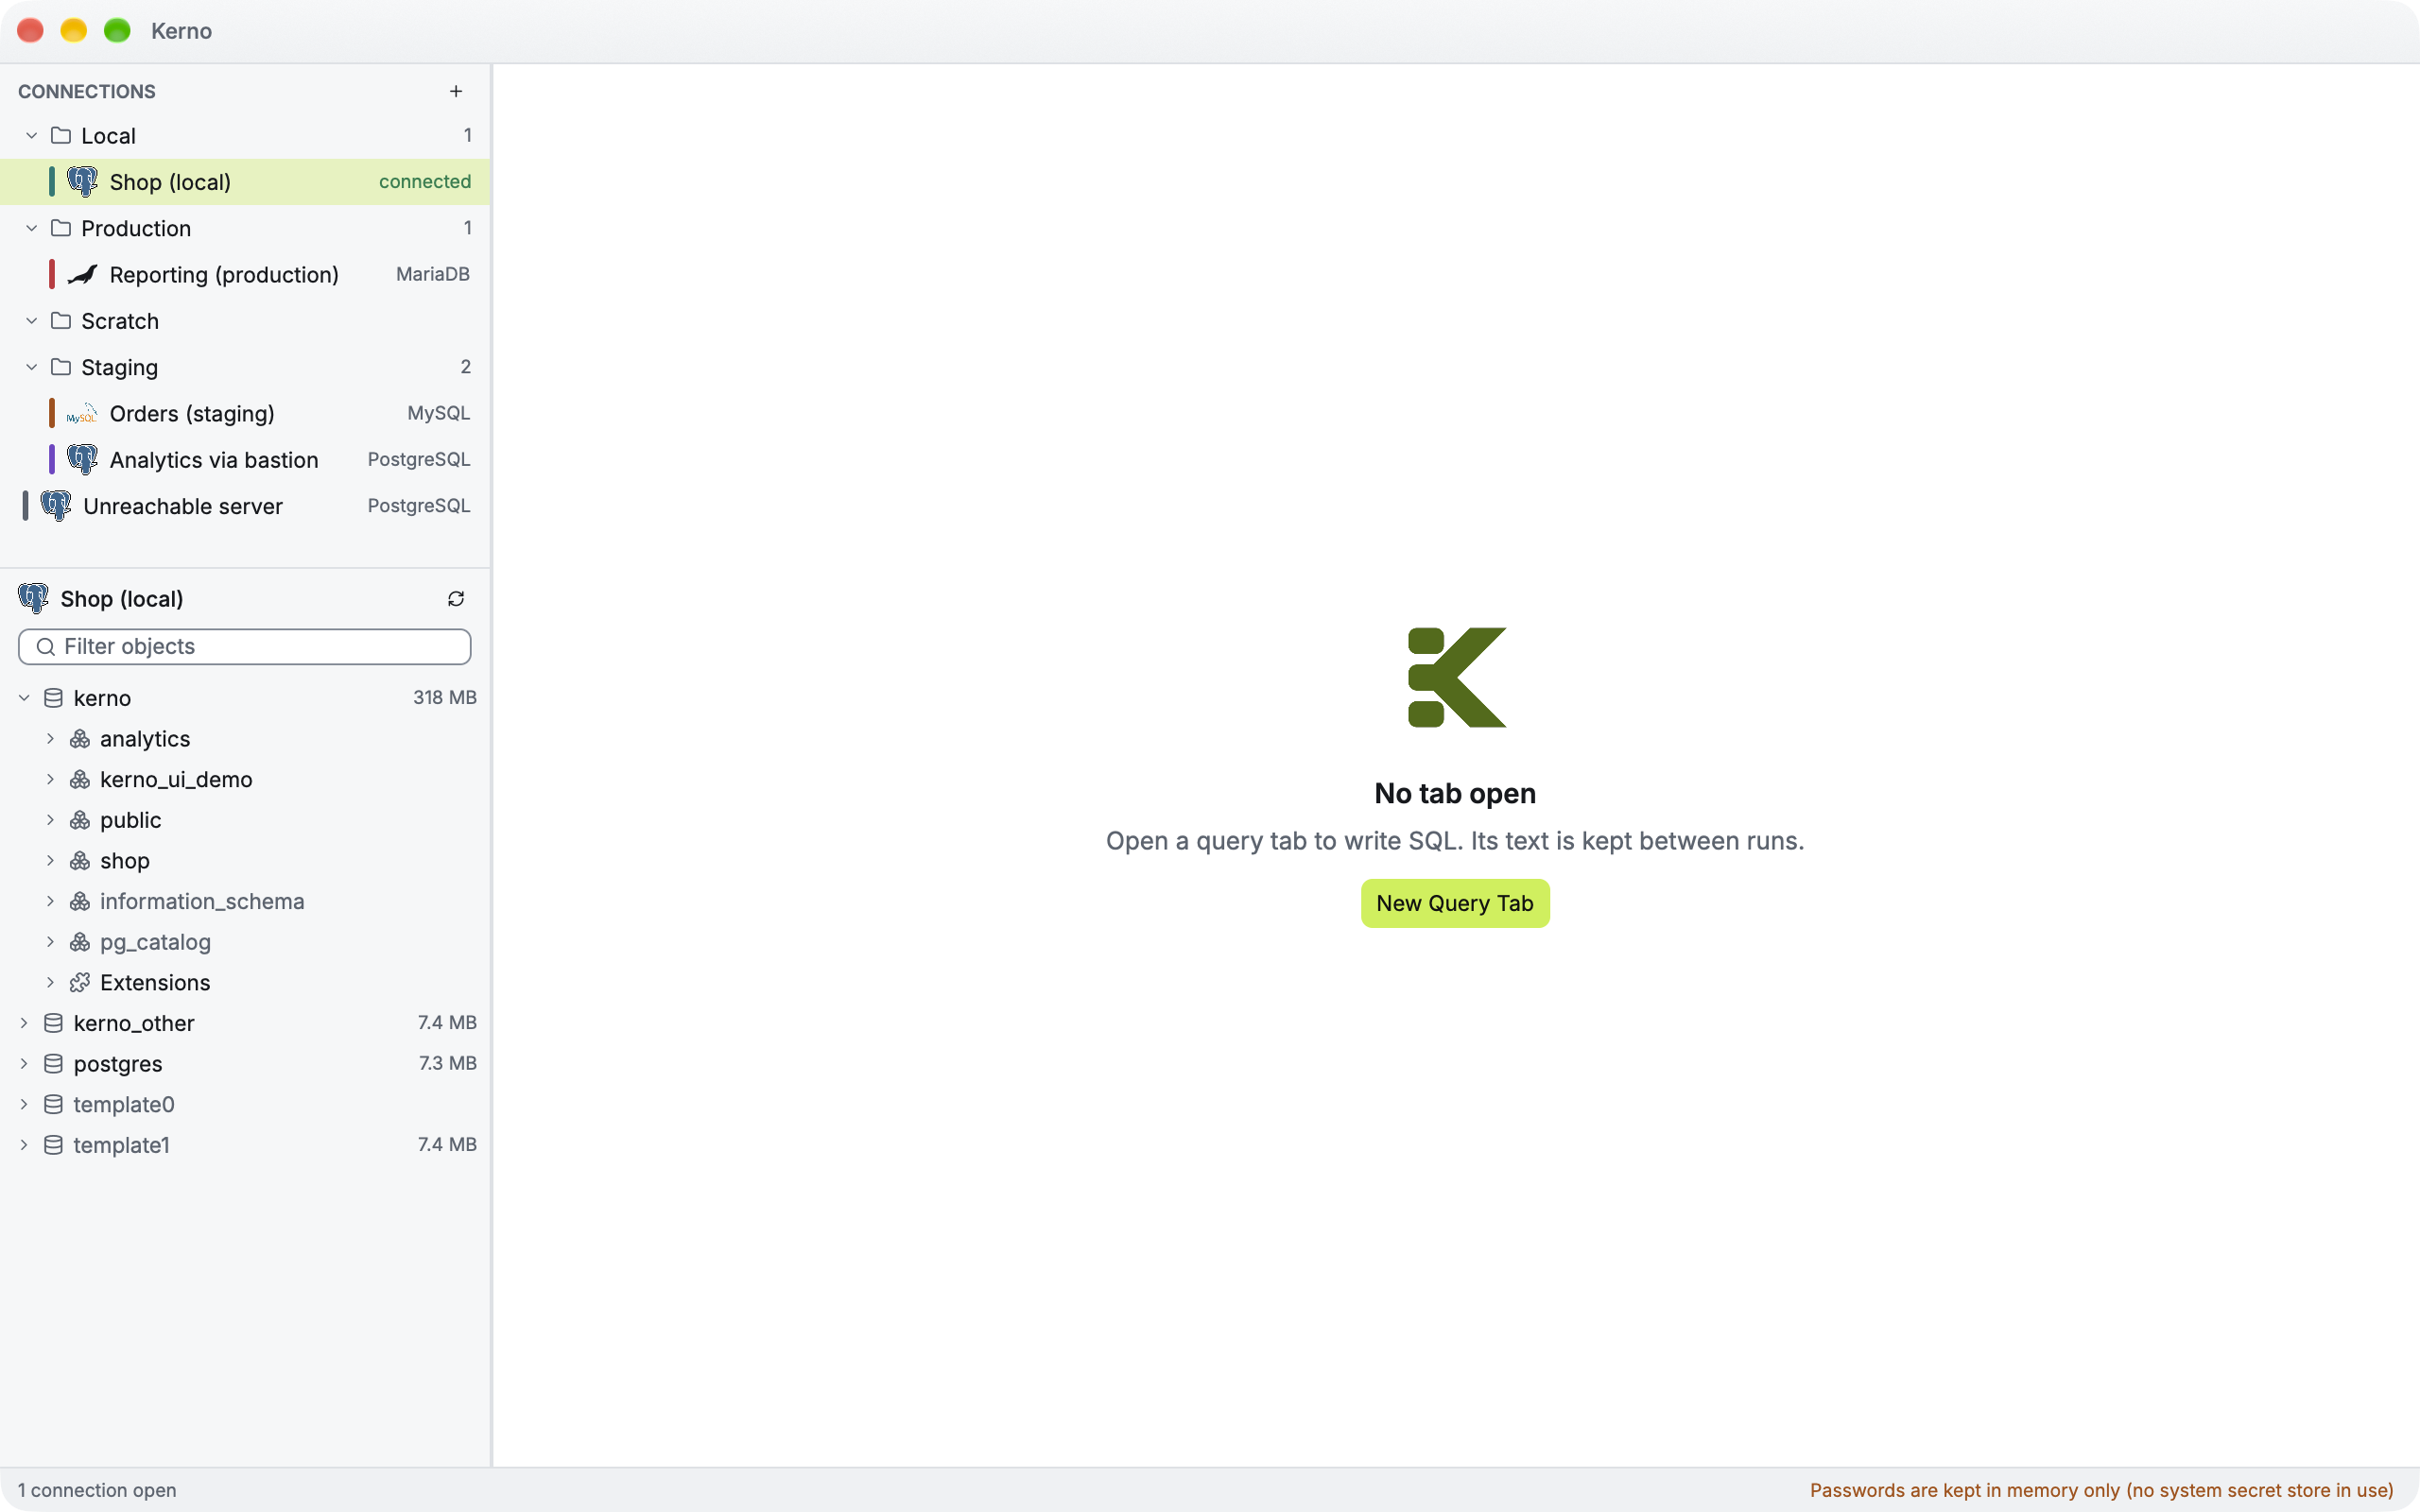 Kerno
CONNECTIONS
Local 1
Shop (local) connected
Production 1
Reporting (production) MariaDB
Scratch
Staging 2
MySQL Orders (staging) MySQL
Analytics via bastion PostgreSQL
Unreachable server PostgreSQL
Shop (local)
Filter objects
kerno 318 MB
analytics
kerno_ui_demo
public
shop
information_schema
pg_catalog
Extensions
kerno_other 7.4 MB
postgres 7.3 MB
template0
template1 7.4 MB
No tab open
Open a query tab to write SQL. Its text is kept between runs.
New Query Tab
1 connection open
Passwords are kept in memory only (no system secret store in use)